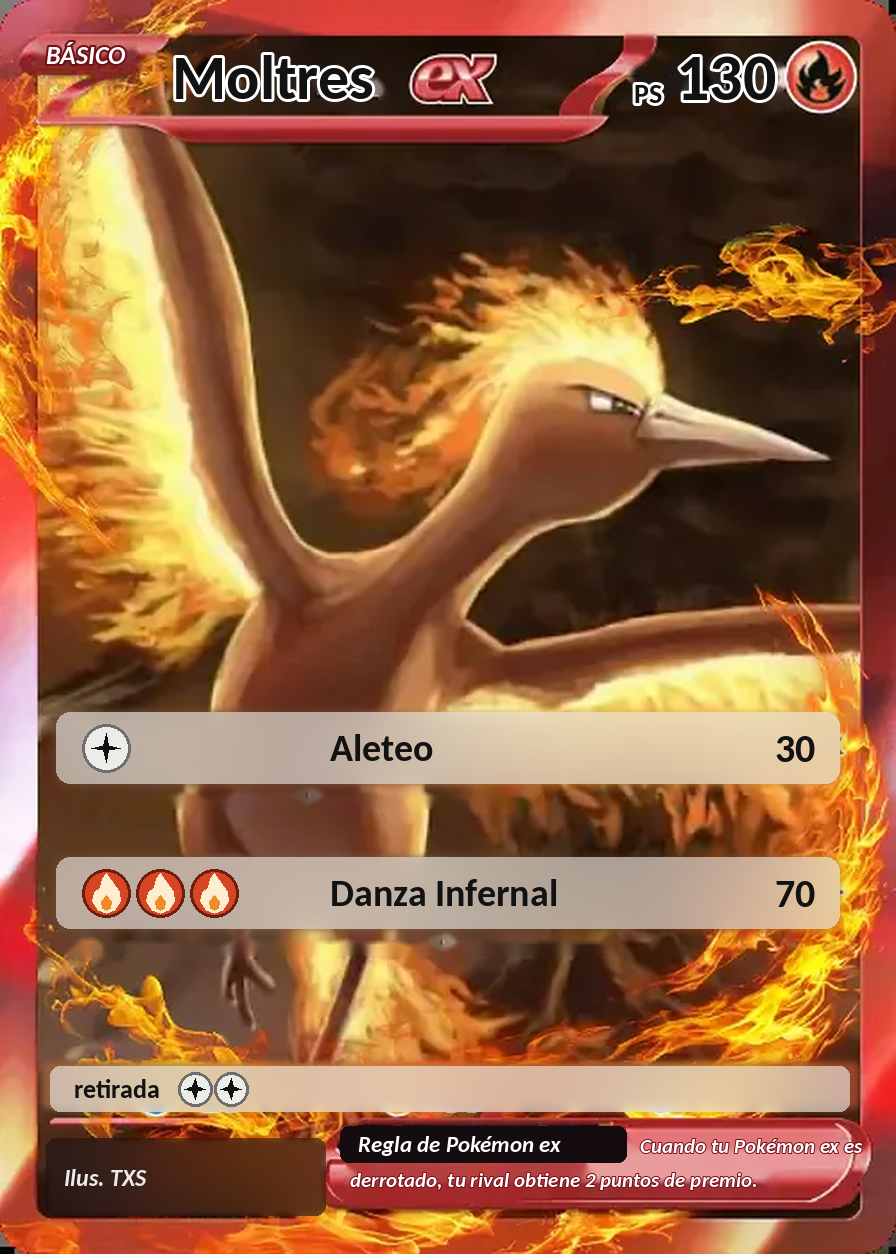 BÁSICO
Moltres ex PS 130
Aleteo 30
Danza Infernal 70
retirada
Regla de Pokémon ex Cuando tu Pokémon ex es
derrotado, tu rival obtiene 2 puntos de premio.
Ilus. TXS